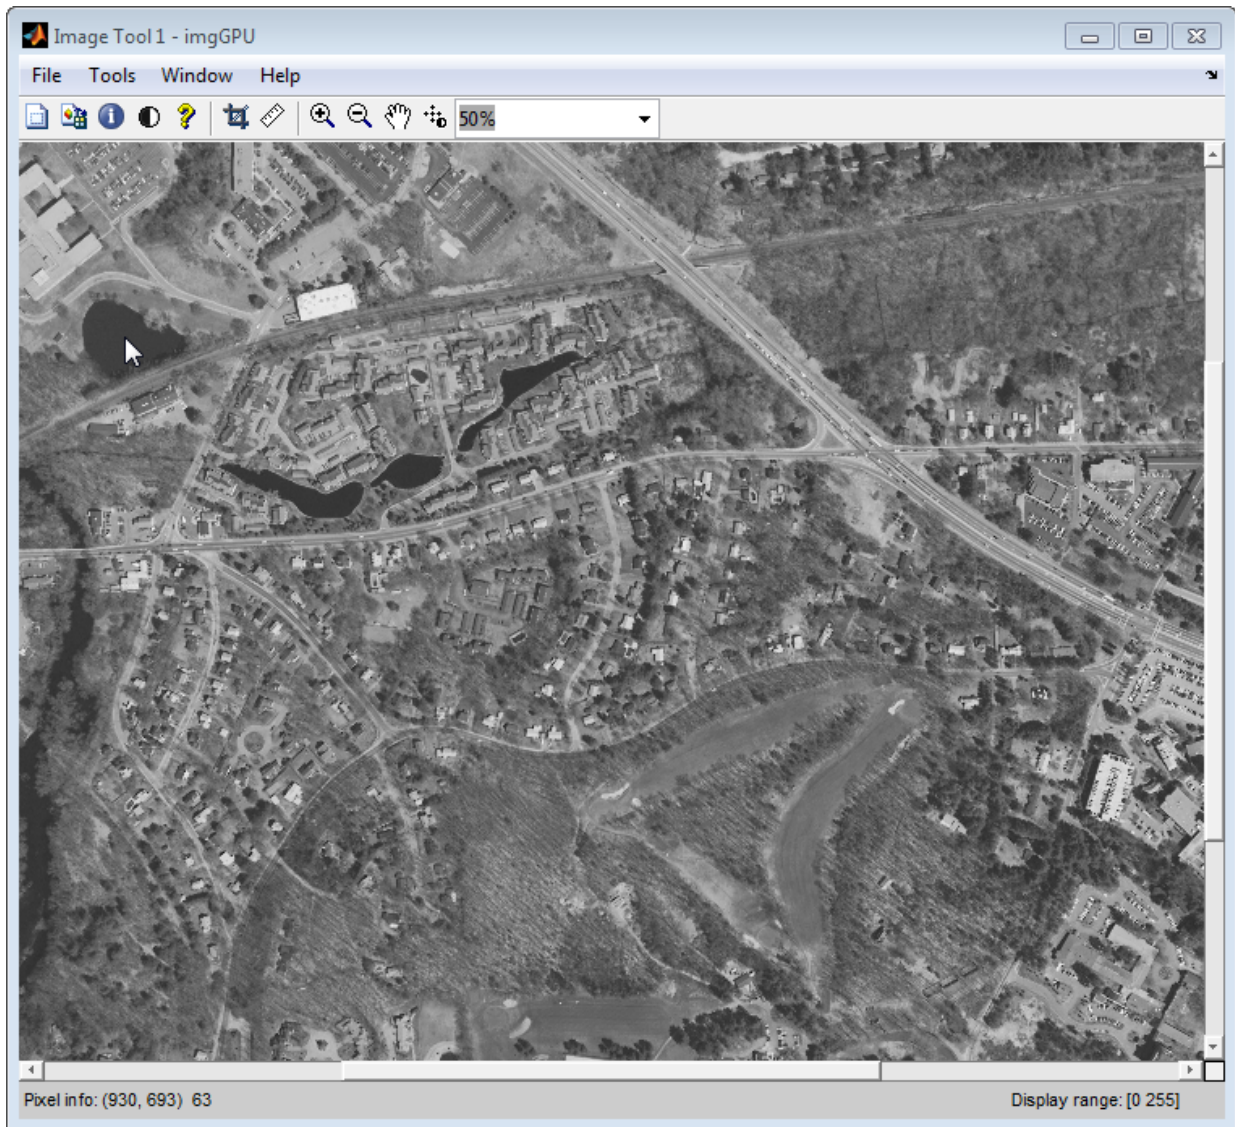 Image Tool 1 - imgGPU
File Tools Window Help
50%
Pixel info: (930, 693) 63
Display range: [0 255]